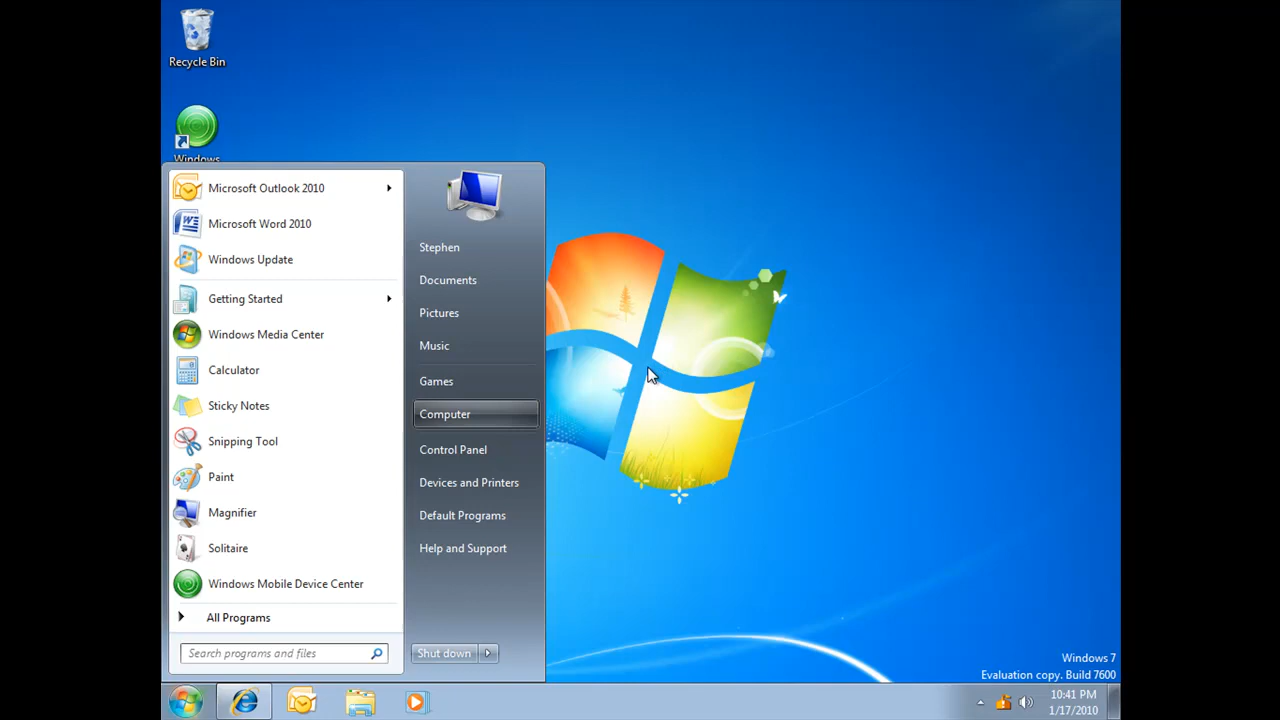 Recycle Bin
Windows
Microsoft Outlook 2010
Microsoft Word 2010
Windows Update
Getting Started
Windows Media Center
Calculator
Sticky Notes
Snipping Tool
Paint
Magnifier
Solitaire
Windows Mobile Device Center
All Programs
Search programs and files
Stephen
Documents
Pictures
Music
Games
Computer
Control Panel
Devices and Printers
Default Programs
Help and Support
Shut down
Windows 7
Evaluation copy. Build 7600
10:41 PM
1/17/2010